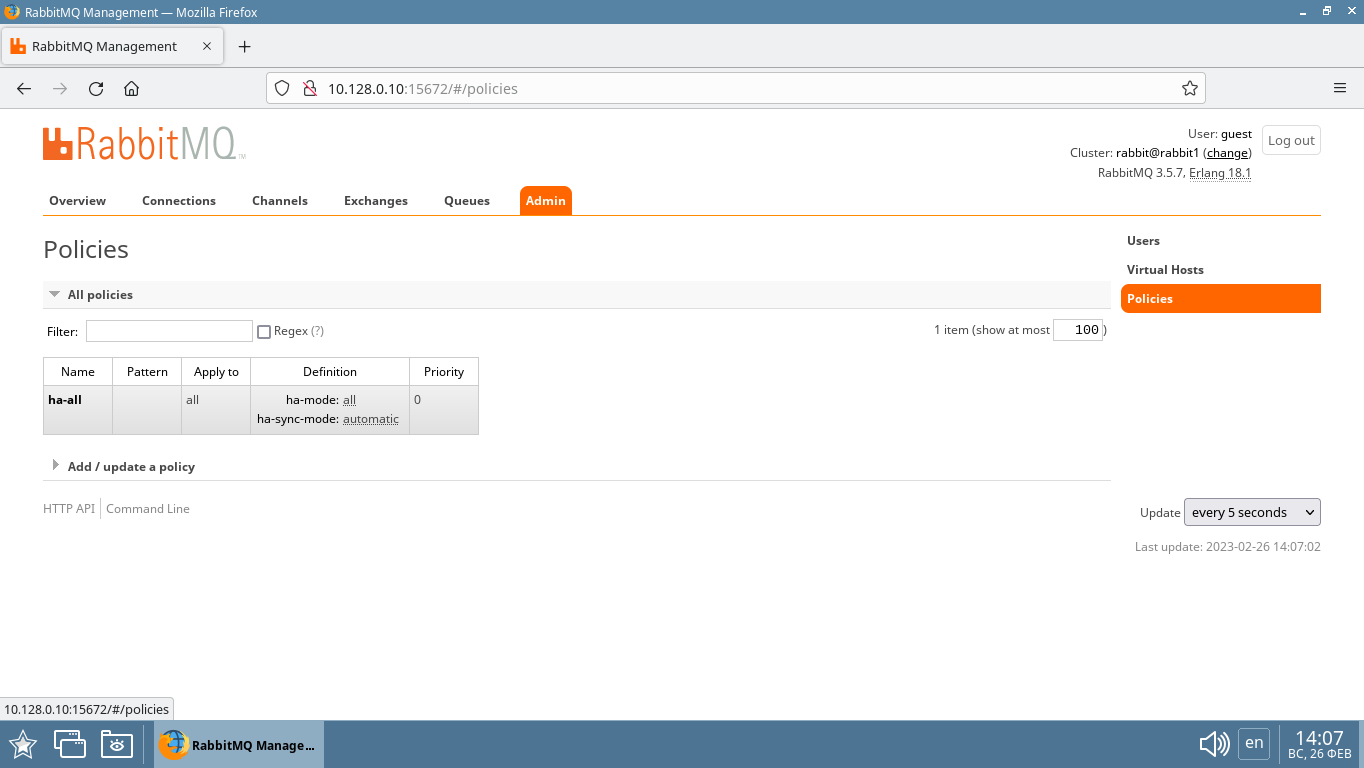 RabbitMQ Management — Mozilla Firefox
RabbitMQ Management
10.128.0.10:15672/#/policies
RabbitMQ™
User: guest
Log out
Cluster: rabbit@rabbit1 (change)
RabbitMQ 3.5.7, Erlang 18.1
Overview Connections Channels Exchanges Queues Admin
Policies
Users
Virtual Hosts
Policies
All policies
Filter: Regex (?) 1 item (show at most 100)
Name Pattern Apply to Definition Priority
ha-all all ha-mode: all 0
ha-sync-mode: automatic
Add / update a policy
HTTP API Command Line
Update every 5 seconds
Last update: 2023-02-26 14:07:02
10.128.0.10:15672/#/policies
RabbitMQ Manage...
en
14:07
ВС, 26 ФЕВ